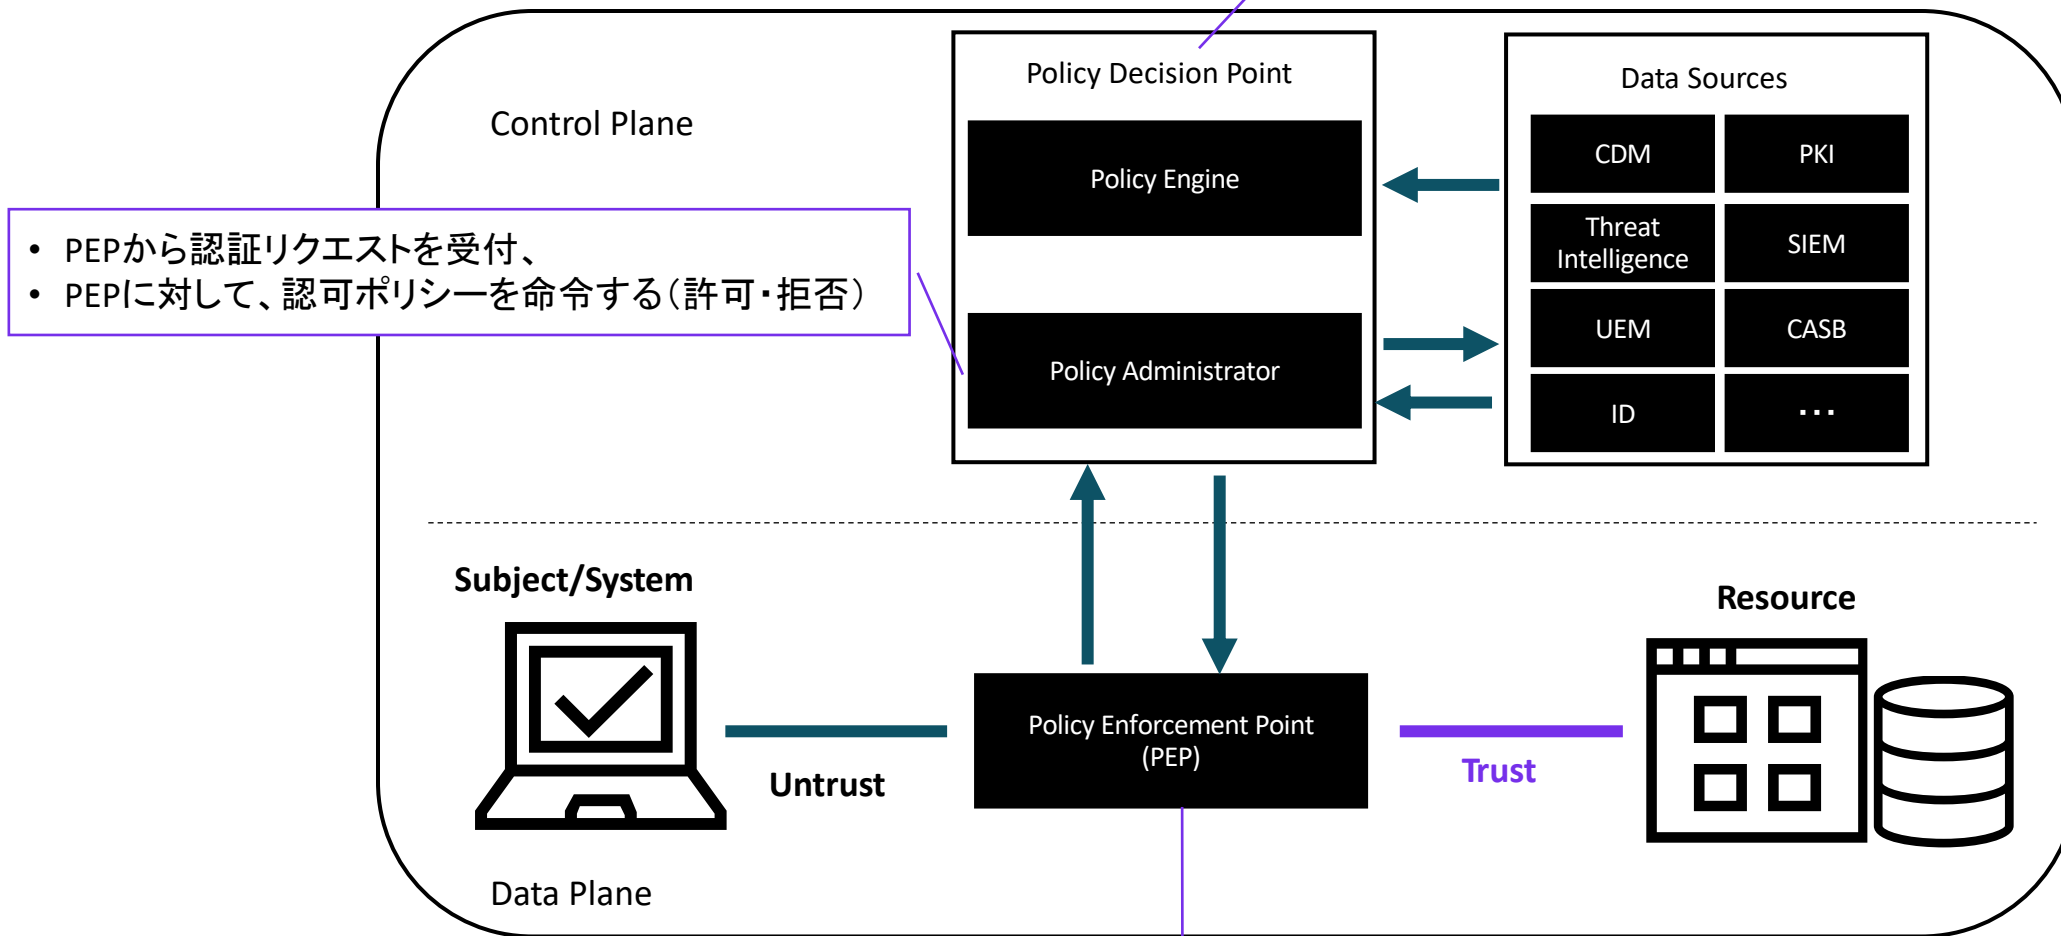 Control Plane
Policy Decision Point
Policy Engine
Policy Administrator
Data Sources
CDM
PKI
Threat
Intelligence
SIEM
UEM
CASB
ID
･･･
• PEPから認証リクエストを受付、
• PEPに対して、認可ポリシーを命令する（許可・拒否）
Subject/System
Untrust
Policy Enforcement Point
(PEP)
Trust
Resource
Data Plane